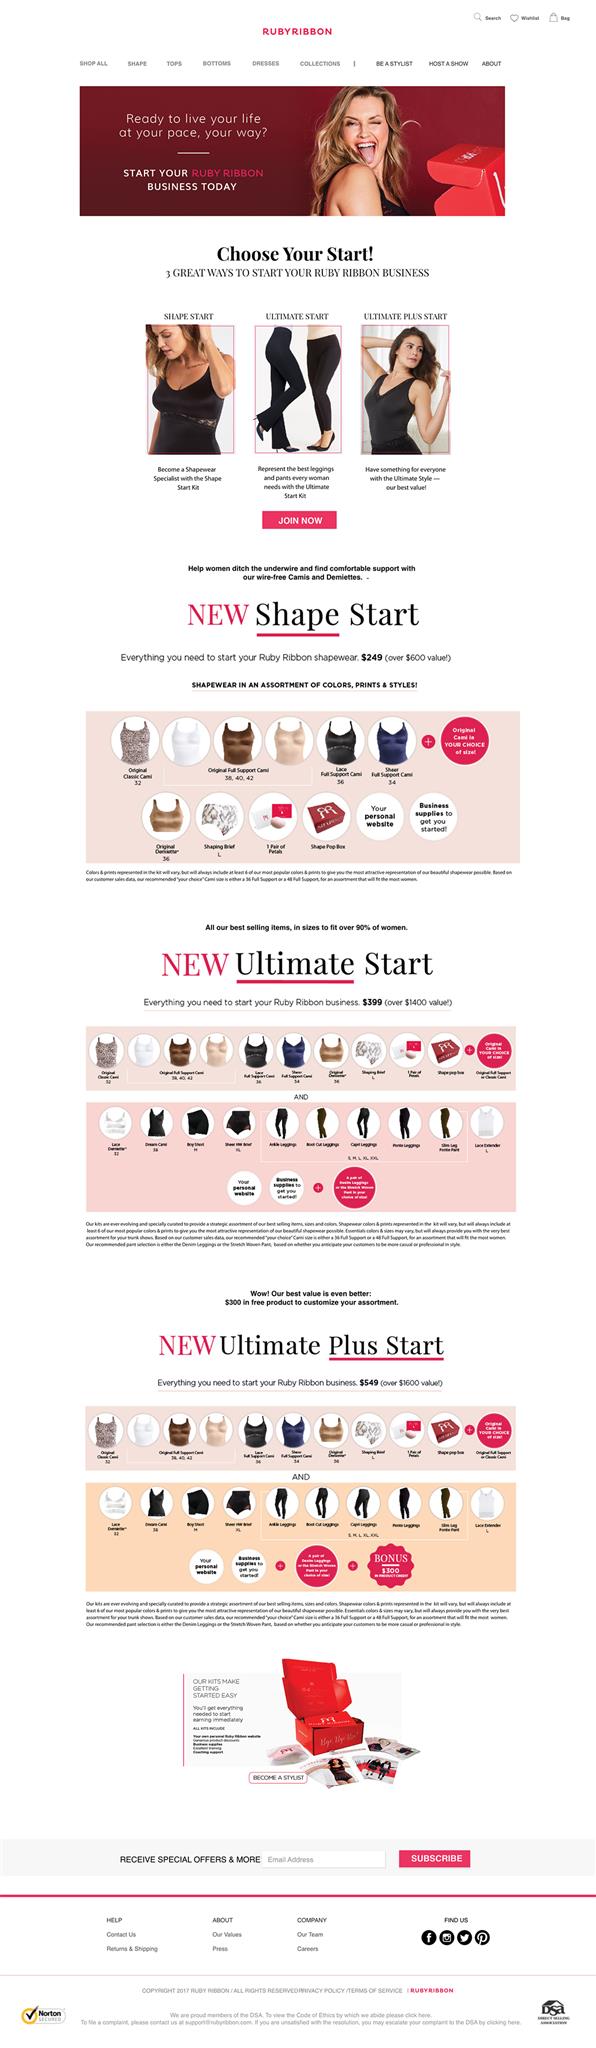 Search Wishlist Bag
RUBYRIBBON
SHOP ALL SHAPE TOPS BOTTOMS DRESSES COLLECTIONS | BE A STYLIST HOST A SHOW ABOUT
Ready to live your life
at your pace, your way?
START YOUR RUBY RIBBON
BUSINESS TODAY
Choose Your Start!
3 GREAT WAYS TO START YOUR RUBY RIBBON BUSINESS
SHAPE START
ULTIMATE START
ULTIMATE PLUS START
Become a Shapewear
Specialist with the Shape
Start Kit
Represent the best leggings
and pants every woman
needs with the Ultimate
Start Kit
Have something for everyone
with the Ultimate Style —
our best value!
JOIN NOW
Help women ditch the underwire and find comfortable support with
our wire-free Camis and Demiettes. -
NEW Shape Start
Everything you need to start your Ruby Ribbon shapewear. $249 (over $600 value!)
SHAPEWEAR IN AN ASSORTMENT OF COLORS, PRINTS & STYLES!
Original
Classic Cami
32
Original Full Support Cami
38, 40, 42
Lace
Full Support Cami
36
Sheer
Full Support Cami
34
+
Original
Cami in
YOUR CHOICE
of size!
Original
Demiette*
36
Shaping Brief
L
1 Pair of
Petals
Shape Pop Box
Your
personal
website
Business
supplies to
get you
started!
Colors & prints represented in the kit will vary, but will always include at least 6 of our most popular colors & prints to give you the most attractive representation of our beautiful shapewear possible. Based on
our customer sales data, our recommended "your choice" Cami size is either a 36 Full Support or a 48 Full Support, for an assortment that will fit the most women.
All our best selling items, in sizes to fit over 90% of women.
NEW Ultimate Start
Everything you need to start your Ruby Ribbon business. $399 (over $1400 value!)
Original
Classic Cami
32
Original Full Support Cami
38, 40, 42
Lace
Full Support Cami
36
Sheer
Full Support Cami
34
Original
Demiette*
36
Shaping Brief
L
1 Pair of
Petals
Shape pop box
+
Original
Cami in
YOUR CHOICE
of size!
Original Full Support
or Classic Cami
AND
Lace
Demiette*
32
Dream Cami
38
Boy Short
M
Sheer HW Brief
XL
Ankle Leggings
Boot Cut Leggings
Capri Leggings
Ponte Leggings
Slim Leg
Ponte Pant
S, M, L, XL, XXL
Lace Extender
L
Your
personal
website
Business
supplies to
get you
started!
+
A pair of
Denim Leggings
or the Stretch Woven
Pant in your
choice of size!
Our kits are ever evolving and specially curated to provide a strategic assortment of our best selling items, sizes and colors. Shapewear colors & prints represented in the kit will vary, but will always include at
least 6 of our most popular colors & prints to give you the most attractive representation of our beautiful shapewear possible. Essentials colors & sizes may vary, but will always provide you with the very best
assortment for your trunk shows. Based on our customer sales data, our recommended "your choice" Cami size is either a 36 Full Support or a 48 Full Support, for an assortment that will fit the most women.
Our recommended pant selection is either the Denim Leggings or the Stretch Woven Pant, based on whether you anticipate your customers to be more casual or professional in style.
Wow! Our best value is even better:
$300 in free product to customize your assortment.
NEW Ultimate Plus Start
Everything you need to start your Ruby Ribbon business. $549 (over $1600 value!)
Original
Classic Cami
32
Original Full Support Cami
38, 40, 42
Lace
Full Support Cami
36
Sheer
Full Support Cami
34
Original
Demiette*
36
Shaping Brief
L
1 Pair of
Petals
Shape pop box
+
Original
Cami in
YOUR CHOICE
of size!
Original Full Support
or Classic Cami
AND
Lace
Demiette*
32
Dream Cami
38
Boy Short
M
Sheer HW Brief
XL
Ankle Leggings
Boot Cut Leggings
Capri Leggings
Ponte Leggings
Slim Leg
Ponte Pant
S, M, L, XL, XXL
Lace Extender
L
Your
personal
website
Business
supplies to
get you
started!
+
A pair of
Denim Leggings
or the Stretch Woven
Pant in your
choice of size!
+
BONUS
$300
IN PRODUCT CREDIT
Our kits are ever evolving and specially curated to provide a strategic assortment of our best selling items, sizes and colors. Shapewear colors & prints represented in the kit will vary, but will always include at
least 6 of our most popular colors & prints to give you the most attractive representation of our beautiful shapewear possible. Essentials colors & sizes may vary, but will always provide you with the very best
assortment for your trunk shows. Based on our customer sales data, our recommended "your choice" Cami size is either a 36 Full Support or a 48 Full Support, for an assortment that will fit the most women.
Our recommended pant selection is either the Denim Leggings or the Stretch Woven Pant, based on whether you anticipate your customers to be more casual or professional in style.
OUR KITS MAKE
GETTING
STARTED EASY
You'll get everything
needed to start
earning immediately
ALL KITS INCLUDE
Your own personal Ruby Ribbon website
Generous product discounts
Business supplies
Excellent training
Coaching support
BECOME A STYLIST
RECEIVE SPECIAL OFFERS & MORE Email Address SUBSCRIBE
HELP
Contact Us
Returns & Shipping
ABOUT
Our Values
Press
COMPANY
Our Team
Careers
FIND US
COPYRIGHT 2017 RUBY RIBBON / ALL RIGHTS RESERVED PRIVACY POLICY /TERMS OF SERVICE | RUBYRIBBON
Norton
SECURED
We are proud members of the DSA. To view the Code of Ethics by which we abide please click here.
To file a complaint, please contact us at support@rubyribbon.com. If you are unsatisfied with the resolution, you may escalate your complaint to the DSA by clicking here.
DSA
DIRECT SELLING
ASSOCIATION